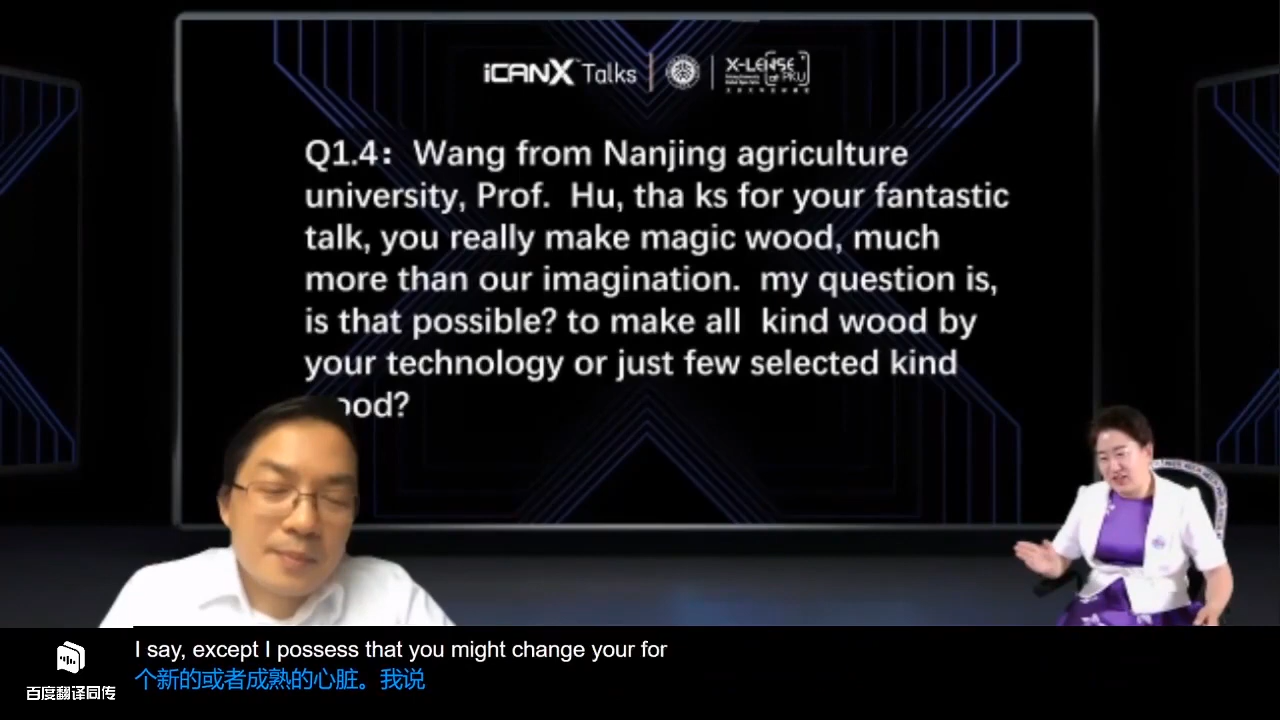 iCANX Talks
X-LENSE
at PKU
Q1.4： Wang from Nanjing agriculture
university, Prof. Hu, tha ks for your fantastic
talk, you really make magic wood, much
more than our imagination. my question is,
is that possible? to make all kind wood by
your technology or just few selected kind
ood?
I say, except I possess that you might change your for
个新的或者成熟的心脏。我说
百度翻译同传